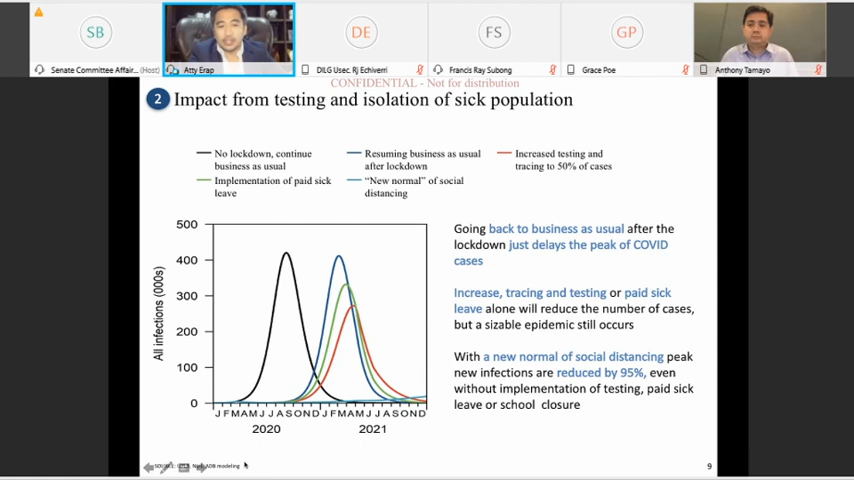 SB
DE
FS
GP
Senate Committee Affair... (Host)
Atty Erap
DILG Usec. Rj Echiverri
Francis Ray Subong
Grace Poe
Anthony Tamayo
CONFIDENTIAL - Not for distribution
2 Impact from testing and isolation of sick population
No lockdown, continue
business as usual
Resuming business as usual
after lockdown
Increased testing and
tracing to 50% of cases
Implementation of paid sick
leave
“New normal” of social
distancing
All infections (000s)
500
400
300
200
100
0
J F M A M J J A S O N D J F M A M J J A S O N D
2020
2021
Going back to business as usual after the
lockdown just delays the peak of COVID
cases
Increase, tracing and testing or paid sick
leave alone will reduce the number of cases,
but a sizable epidemic still occurs
With a new normal of social distancing peak
new infections are reduced by 95%, even
without implementation of testing, paid sick
leave or school closure
ADB modeling
9